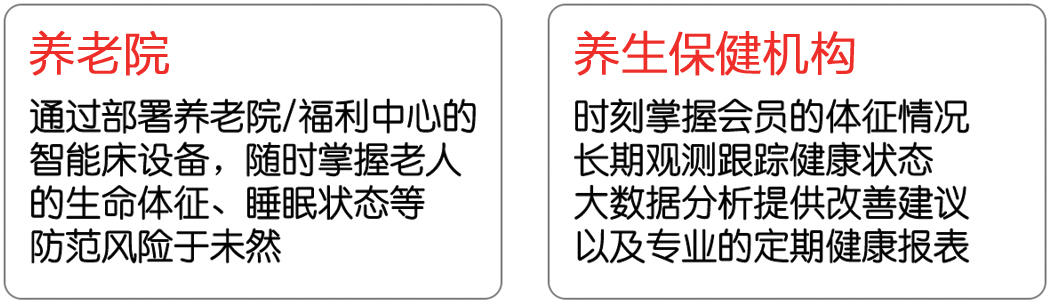 养老院
通过部署养老院/福利中心的
智能床设备，随时掌握老人
的生命体征、睡眠状态等
防范风险于未然
养生保健机构
时刻掌握会员的体征情况
长期观测跟踪健康状态
大数据分析提供改善建议
以及专业的定期健康报表